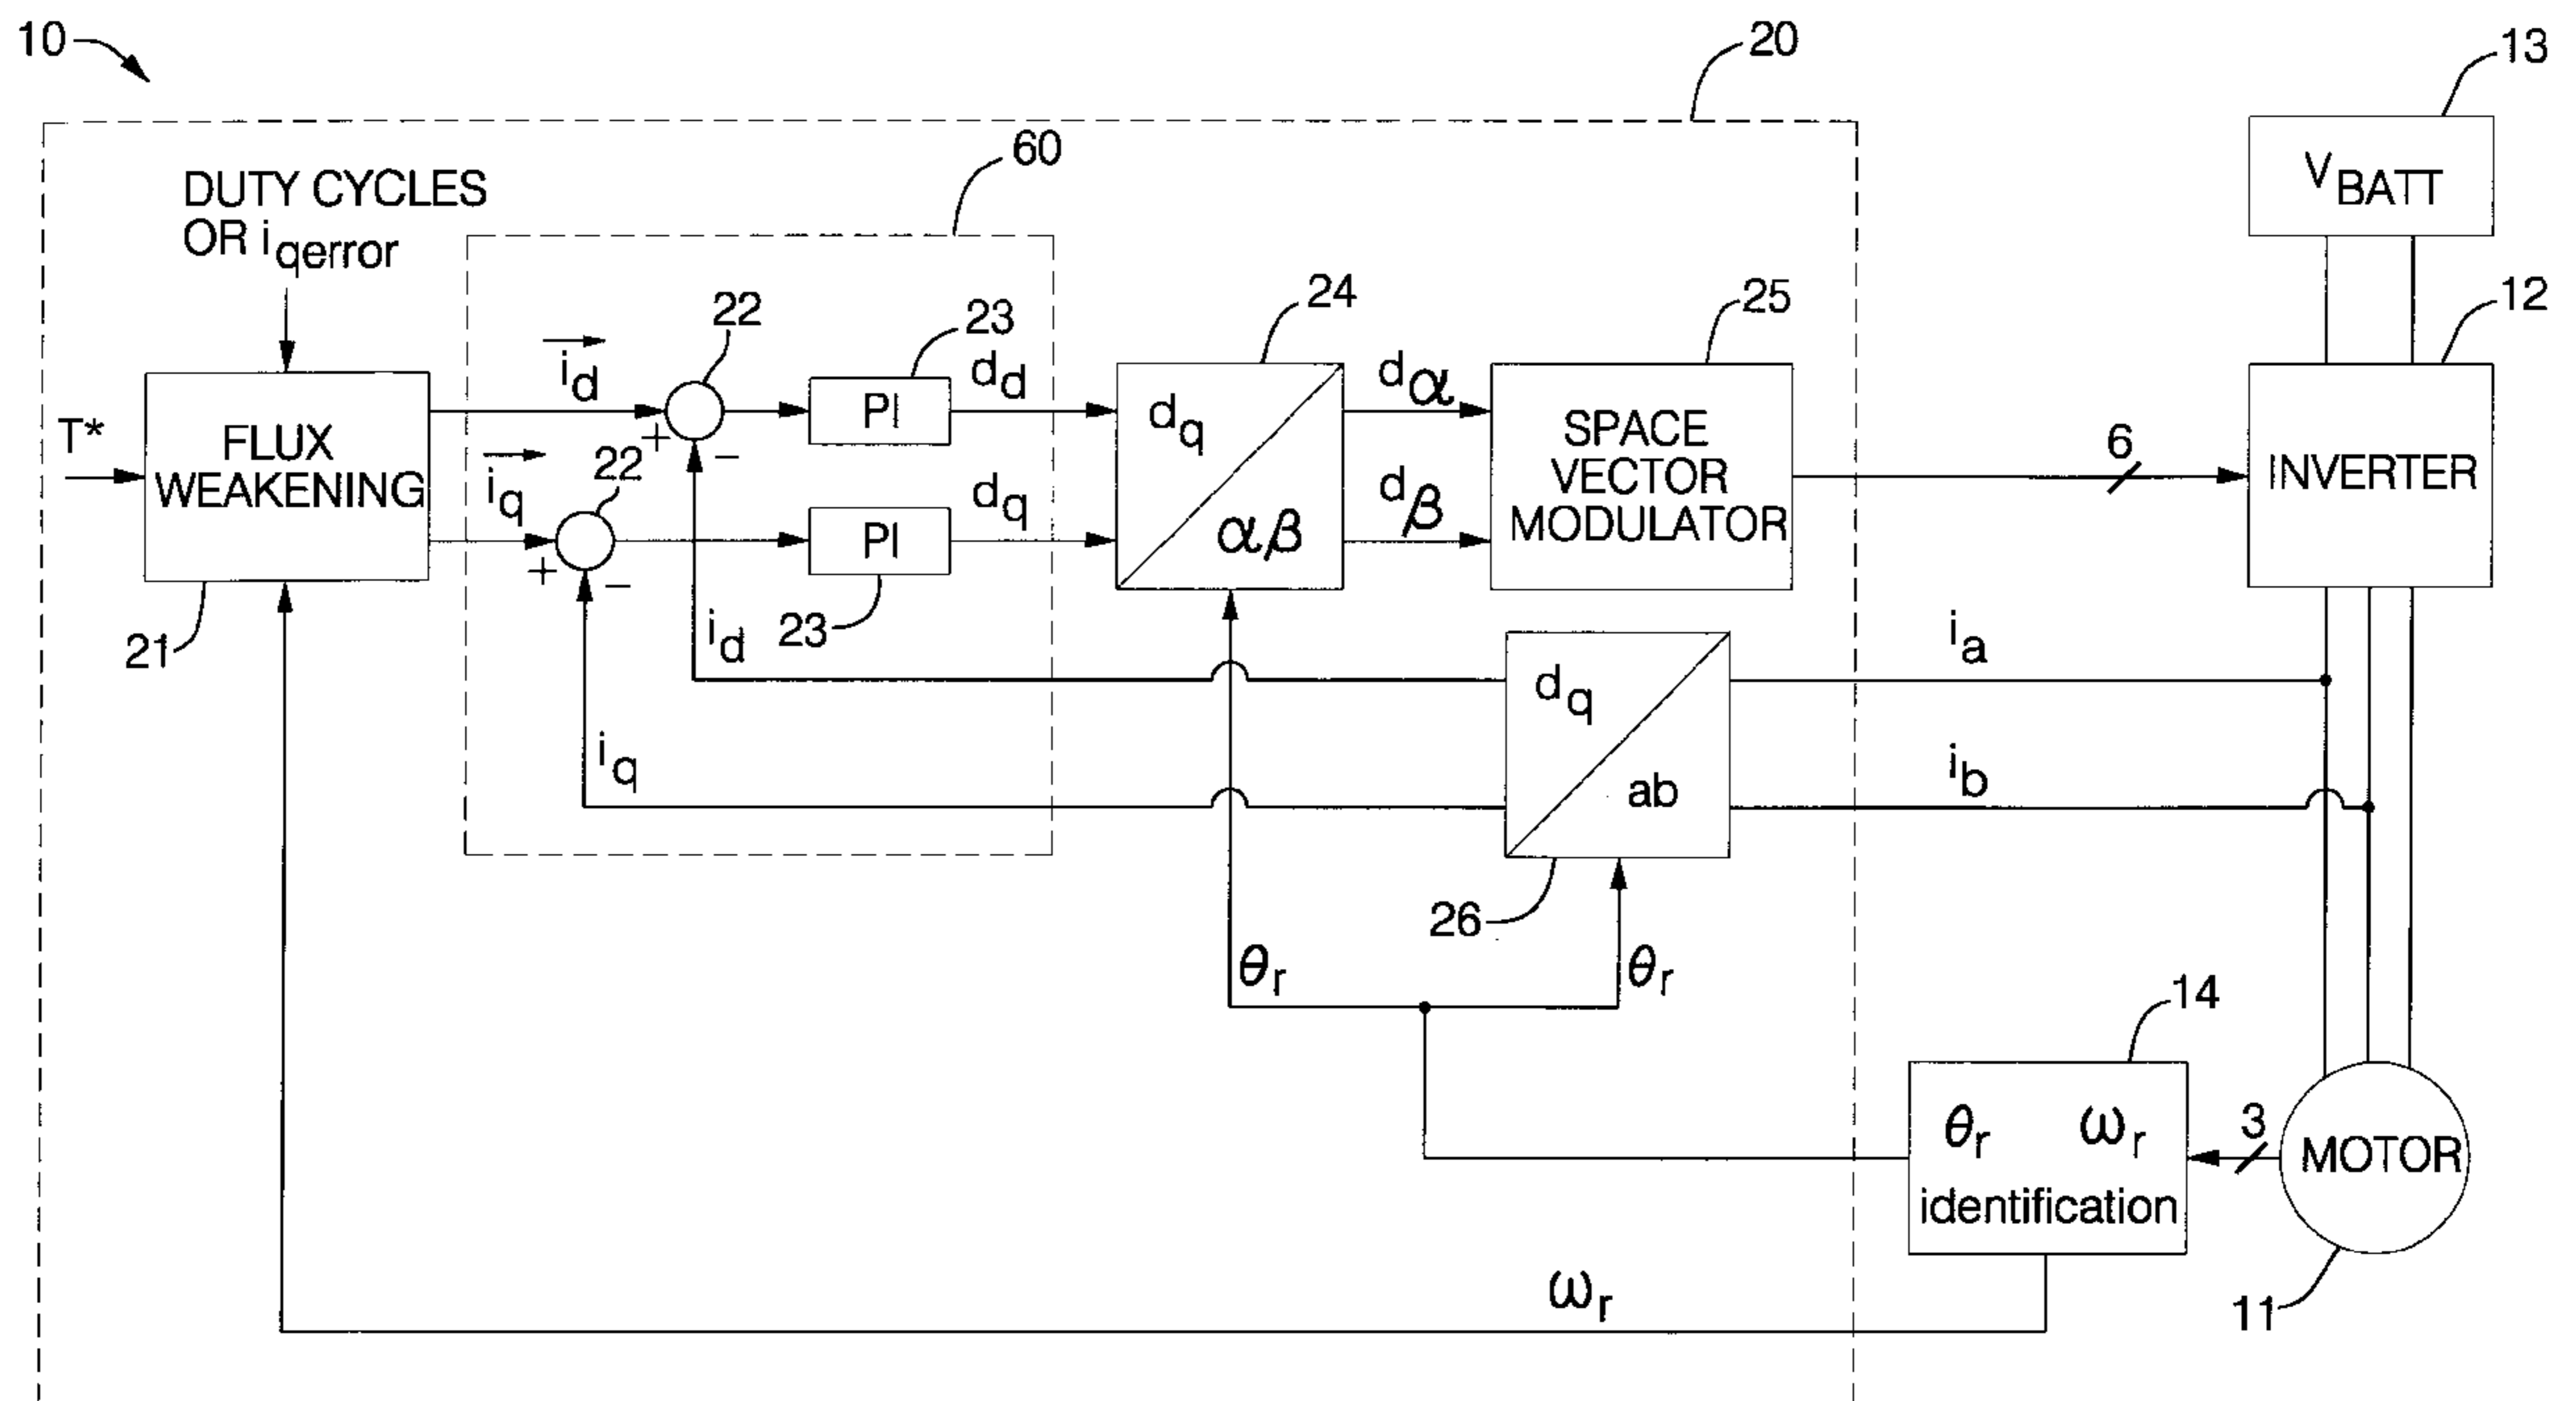 10
20
13
60
DUTY CYCLES
OR iqerror
VBATT
22
23
24
25
12
id
dd
dα
T*
FLUX
WEAKENING
+
−
PI
dq
αβ
SPACE
VECTOR
MODULATOR
6
INVERTER
iq
22
+
−
PI
dq
dβ
21
23
id
iq
dq
ab
ia
ib
26
θr
θr
14
θr ωr
identification
3
MOTOR
11
ωr